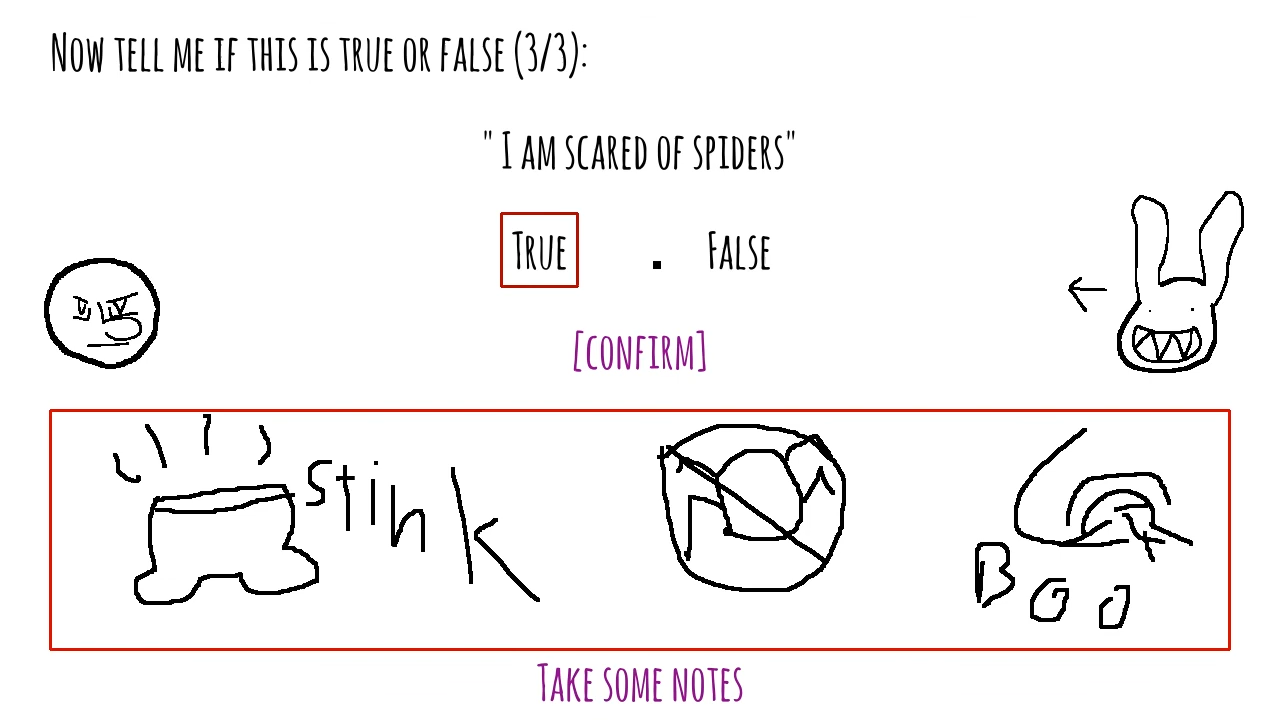 Now tell me if this is true or false (3/3):
" I am scared of spiders"
True . False
[confirm]
stink
Boo
Take some notes